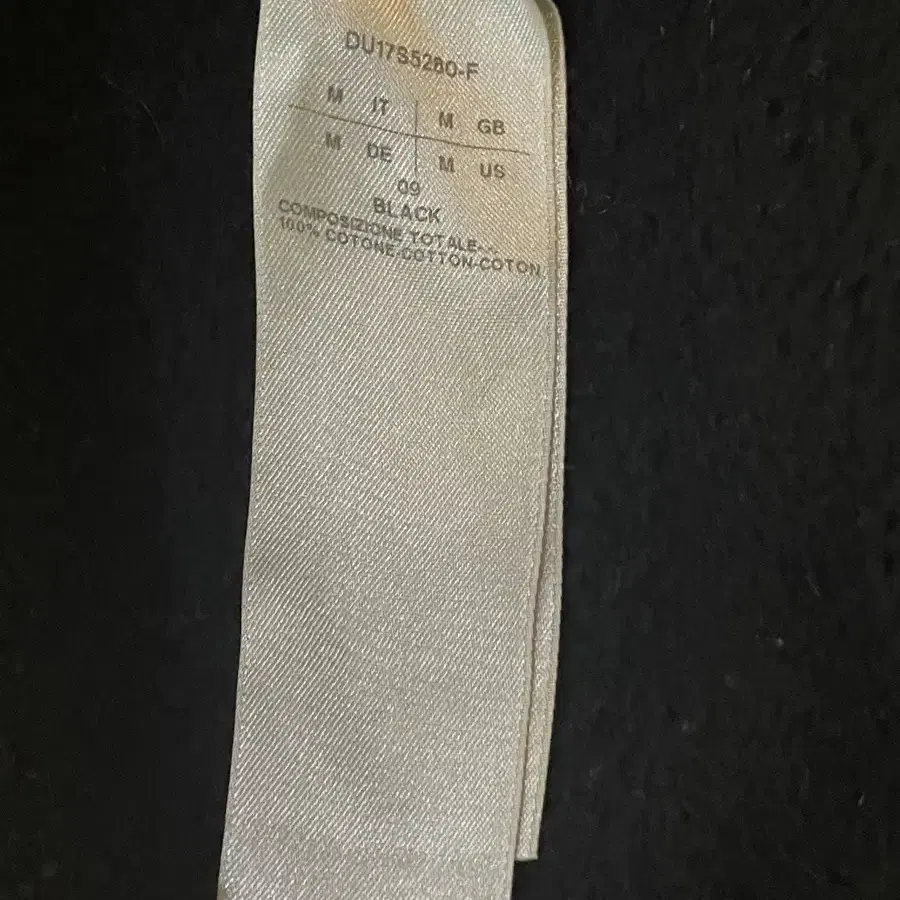 DU17S5280-F
M IT M GB
M DE M US
09
BLACK
COMPOSIZIONE TOTALE...
100% COTONE-COTTON-COTON